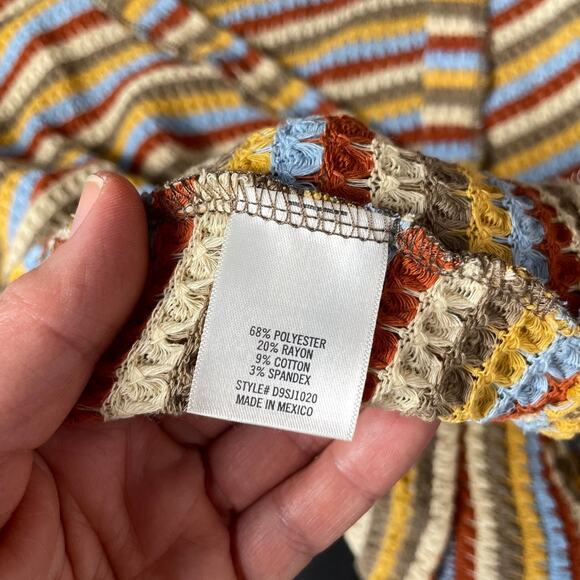 68% POLYESTER
20% RAYON
9% COTTON
3% SPANDEX
STYLE# D9SJ1020
MADE IN MEXICO